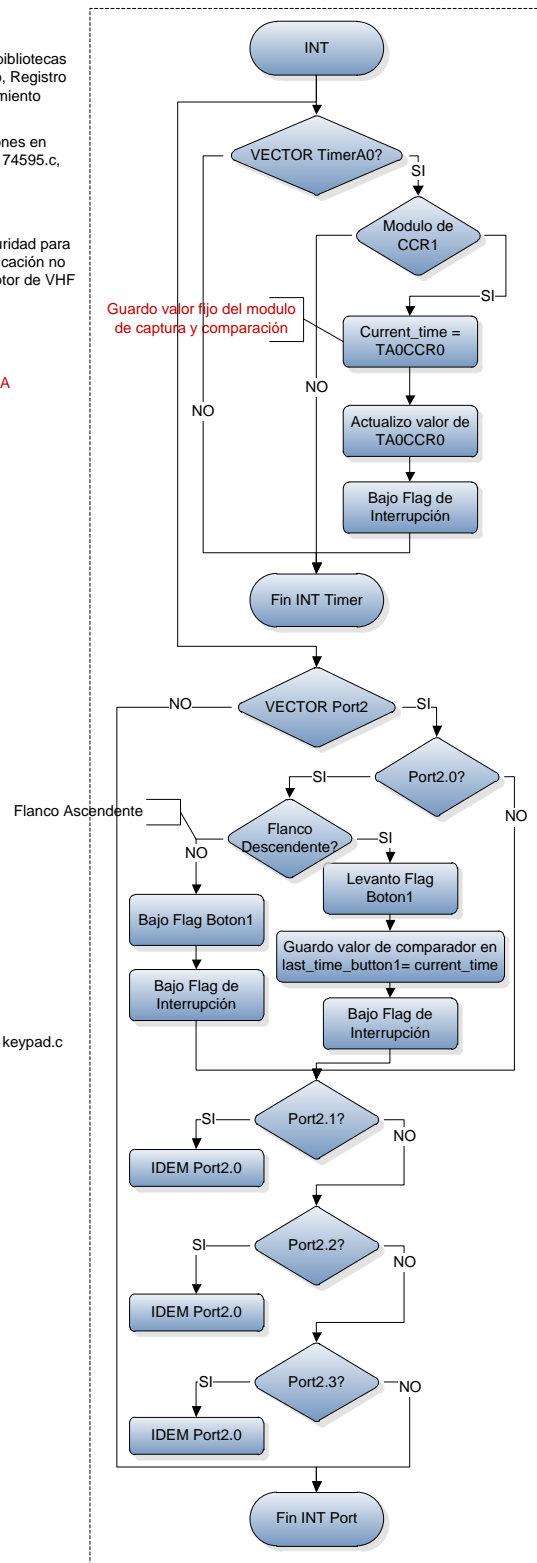 bibliotecas
o, Registro
miento
ones en
74595.c,
uridad para
cación no
otor de VHF
A
keypad.c
INT
VECTOR TimerA0?
SI
Modulo de
CCR1
SI
Guardo valor fijo del modulo
de captura y comparación
Current_time =
TA0CCR0
NO
NO
Actualizo valor de
TA0CCR0
Bajo Flag de
Interrupción
Fin INT Timer
NO
VECTOR Port2
SI
Port2.0?
SI
NO
Flanco Ascendente
Flanco
Descendente?
NO
SI
Levanto Flag
Boton1
Bajo Flag Boton1
Guardo valor de comparador en
last_time_button1= current_time
Bajo Flag de
Interrupción
Bajo Flag de
Interrupción
Port2.1?
SI
NO
IDEM Port2.0
Port2.2?
SI
NO
IDEM Port2.0
Port2.3?
SI
NO
IDEM Port2.0
Fin INT Port